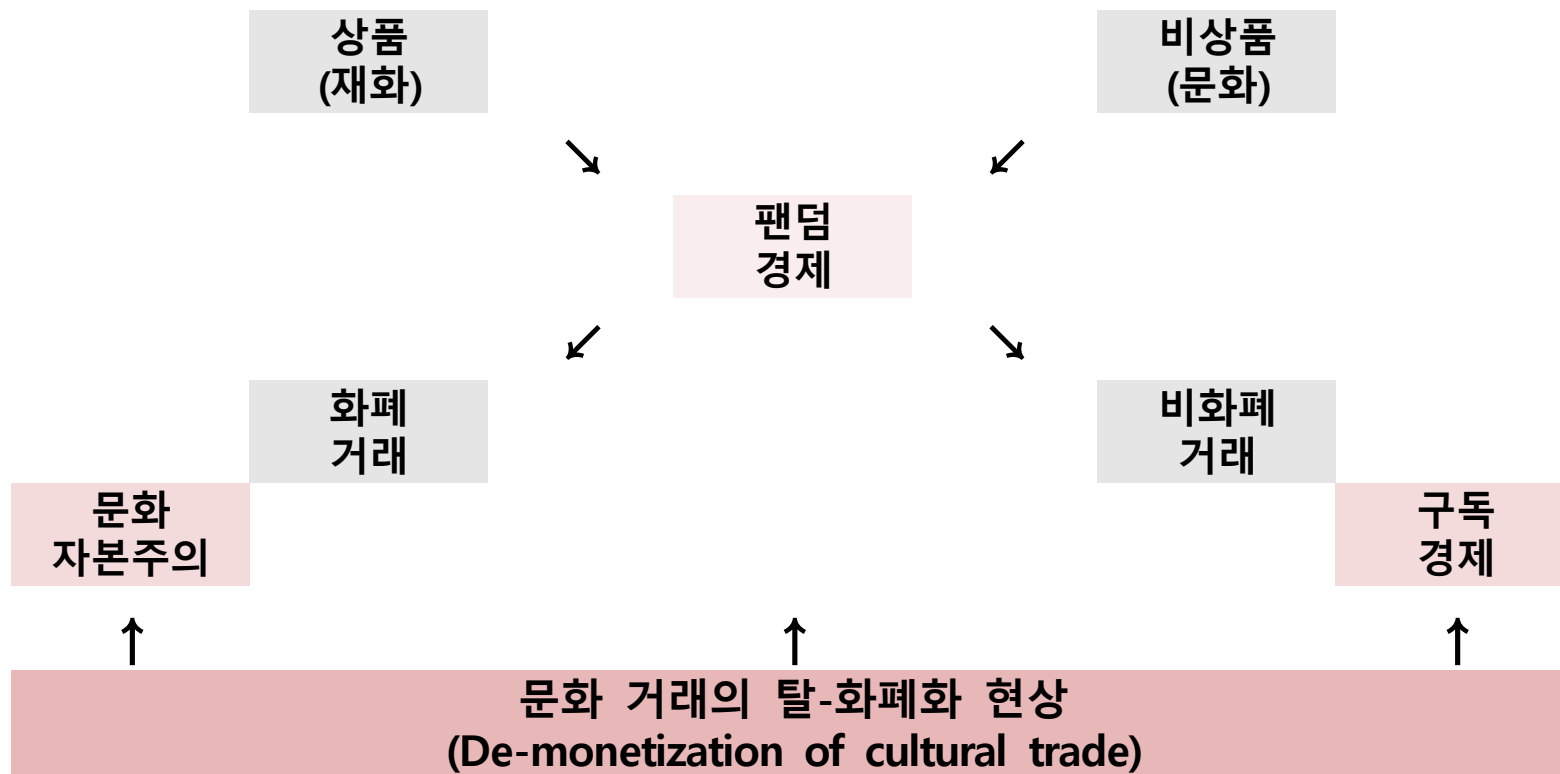 상품
(재화)
비상품
(문화)
↘
↙
팬덤
경제
↙
↘
화폐
거래
비화폐
거래
문화
자본주의
구독
경제
↑
↑
↑
문화 거래의 탈-화폐화 현상
(De-monetization of cultural trade)